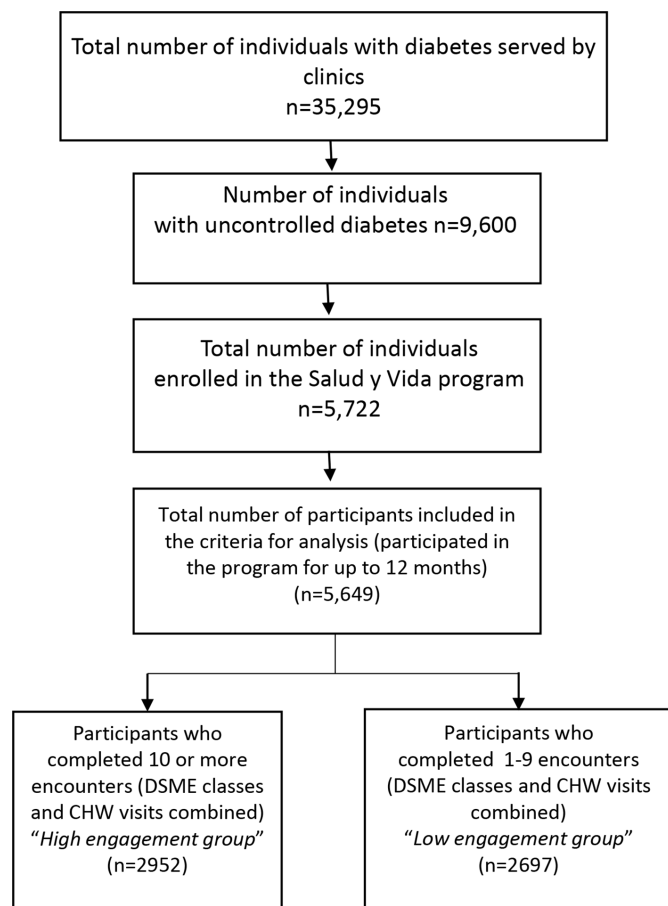 Total number of individuals with diabetes served by
clinics
n=35,295
Number of individuals
with uncontrolled diabetes n=9,600
Total number of individuals
enrolled in the Salud y Vida program
n=5,722
Total number of participants included in
the criteria for analysis (participated in
the program for up to 12 months)
(n=5,649)
Participants who
completed 10 or more
encounters (DSME classes
and CHW visits combined)
“High engagement group”
(n=2952)
Participants who
completed 1-9 encounters
(DSME classes and CHW visits
combined)
“Low engagement group”
(n=2697)